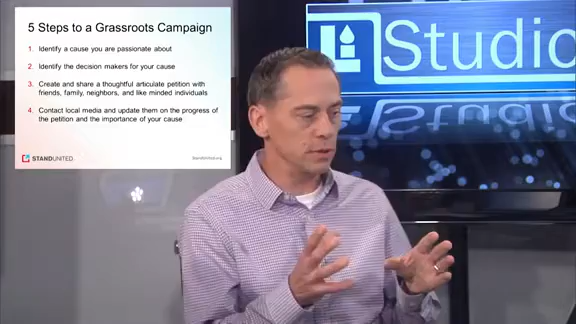 5 Steps to a Grassroots Campaign
1. Identify a cause you are passionate about
2. Identify the decision makers for your cause
3. Create and share a thoughtful articulate petition with
friends, family, neighbors, and like minded individuals
4. Contact local media and update them on the progress of
the petition and the importance of your cause
STANDUNITED.
StandUnited.org
LI Studio